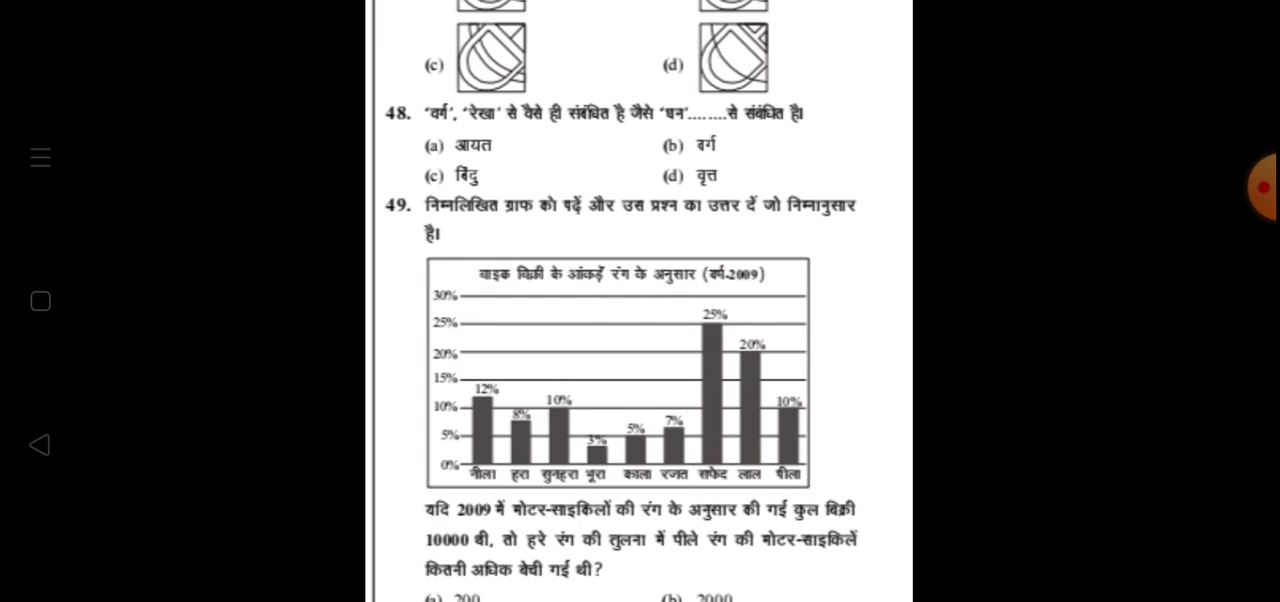 (c) (d)
48. ‘वर्ग’, ‘रेखा’ से वैसे ही संबंधित है जैसे ‘घन’........से संबंधित है।
(a) आयत (b) वर्ग
(c) बिंदु (d) वृत्त
49. निम्नलिखित ग्राफ को पढ़ें और उस प्रश्न का उत्तर दें जो निम्नानुसार
है।
बाइक बिक्री के आंकड़ें रंग के अनुसार (वर्ष-2009)
30%
25%
20%
15%
10%
5%
0%
12% 8% 10% 3% 5% 7% 25% 20% 10%
नीला हरा सुनहरा भूरा काला रजत सफेद लाल पीला
यदि 2009 में मोटर-साइकिलों की रंग के अनुसार की गई कुल बिक्री
10000 थी, तो हरे रंग की तुलना में पीले रंग की मोटर-साइकिलें
कितनी अधिक बेची गई थी?
(a) 200 (b) 2000